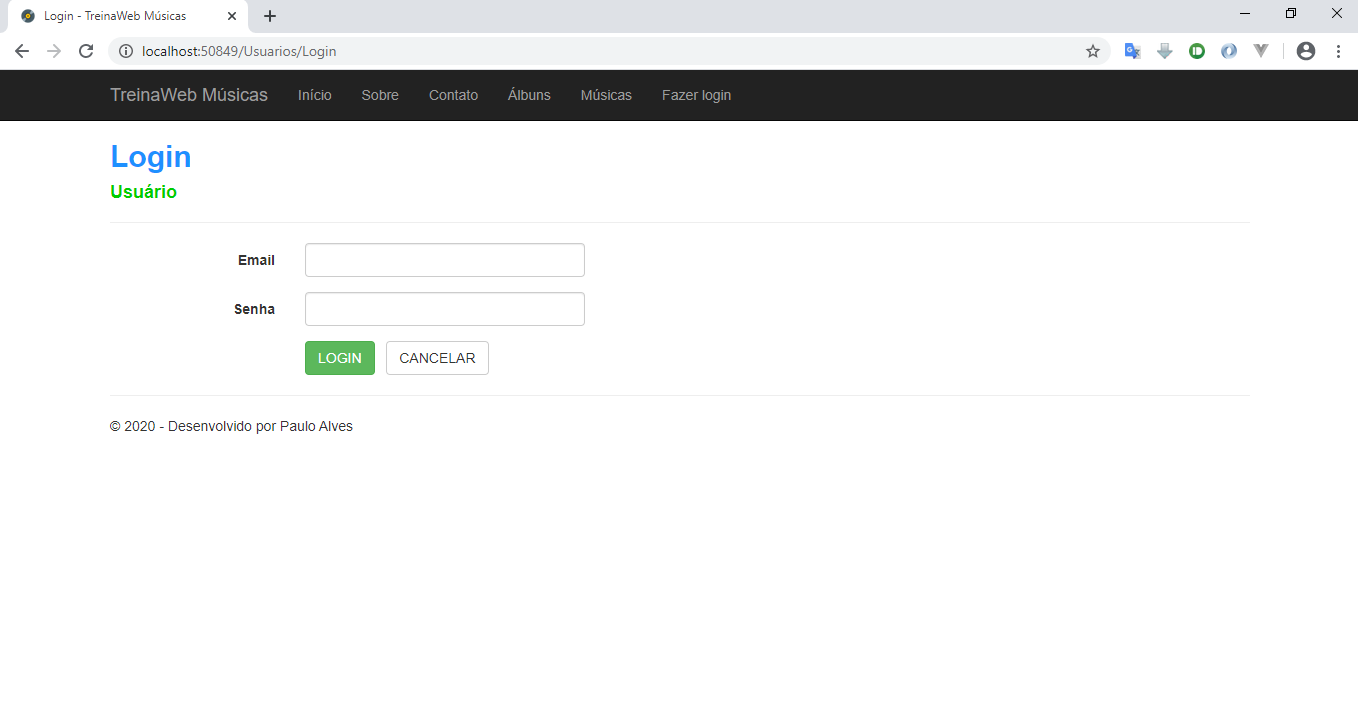 Login - TreinaWeb Músicas
localhost:50849/Usuarios/Login
TreinaWeb Músicas Início Sobre Contato Álbuns Músicas Fazer login
Login
Usuário
Email
Senha
LOGIN CANCELAR
© 2020 - Desenvolvido por Paulo Alves